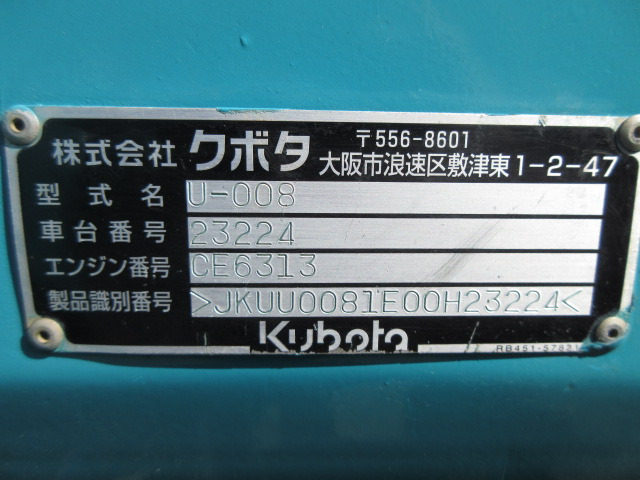 株式会社 クボタ 〒556-8601
大阪市浪速区敷津東1-2-47
型式名 U-008
車台番号 23224
エンジン番号 CE6313
製品識別番号 >JKUU0081E00H23224<
Kubota
RB451-5782